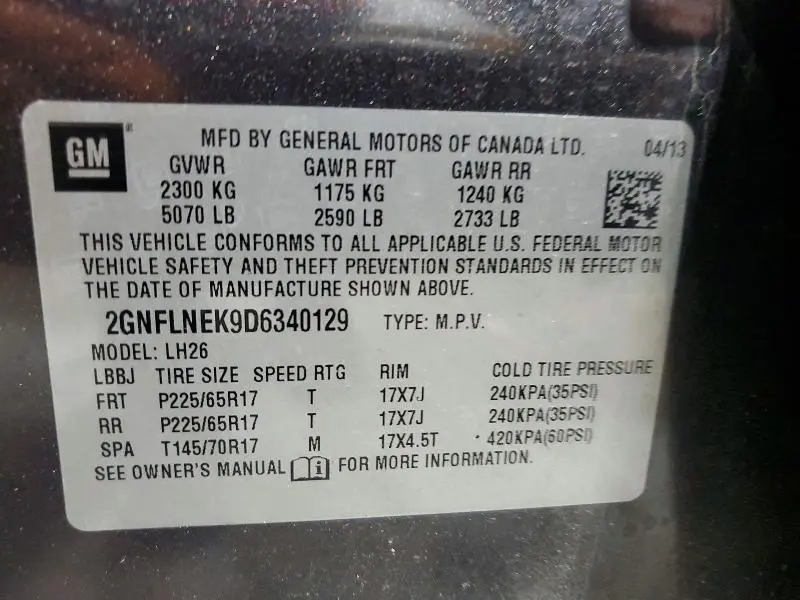 GM ®
MFD BY GENERAL MOTORS OF CANADA LTD. 04/13
GVWR GAWR FRT GAWR RR
2300 KG 1175 KG 1240 KG
5070 LB 2590 LB 2733 LB
THIS VEHICLE CONFORMS TO ALL APPLICABLE U.S. FEDERAL MOTOR
VEHICLE SAFETY AND THEFT PREVENTION STANDARDS IN EFFECT ON
THE DATE OF MANUFACTURE SHOWN ABOVE.
2GNFLNEK9D6340129 TYPE: M.P.V.
MODEL: LH26
LBBJ TIRE SIZE SPEED RTG RIM COLD TIRE PRESSURE
FRT P225/65R17 T 17X7J 240KPA(35PSI)
RR P225/65R17 T 17X7J 240KPA(35PSI)
SPA T145/70R17 M 17X4.5T 420KPA(60PSI)
SEE OWNER'S MANUAL i FOR MORE INFORMATION.